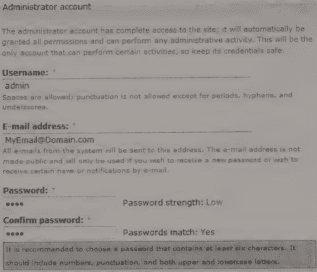 Administrator account
The administrator account has complete access to the site; it will automatically be
granted all permissions and can perform any administrative activity. This will be the
only account that can perform certain activities, so keep its credentials safe.
Username: *
admin
Spaces are allowed; punctuation is not allowed except for periods, hyphens, and
underscores.
E-mail address: *
MyEmail@Domain.com
All e-mails from the system will be sent to this address. The e-mail address is not
made public and will only be used if you wish to receive a new password or wish to
receive certain news or notifications by e-mail.
Password: *
•••• Password strength: Low
Confirm password: *
•••• Passwords match: Yes
It is recommended to choose a password that contains at least six characters. It
should include numbers, punctuation, and both upper and lowercase letters.